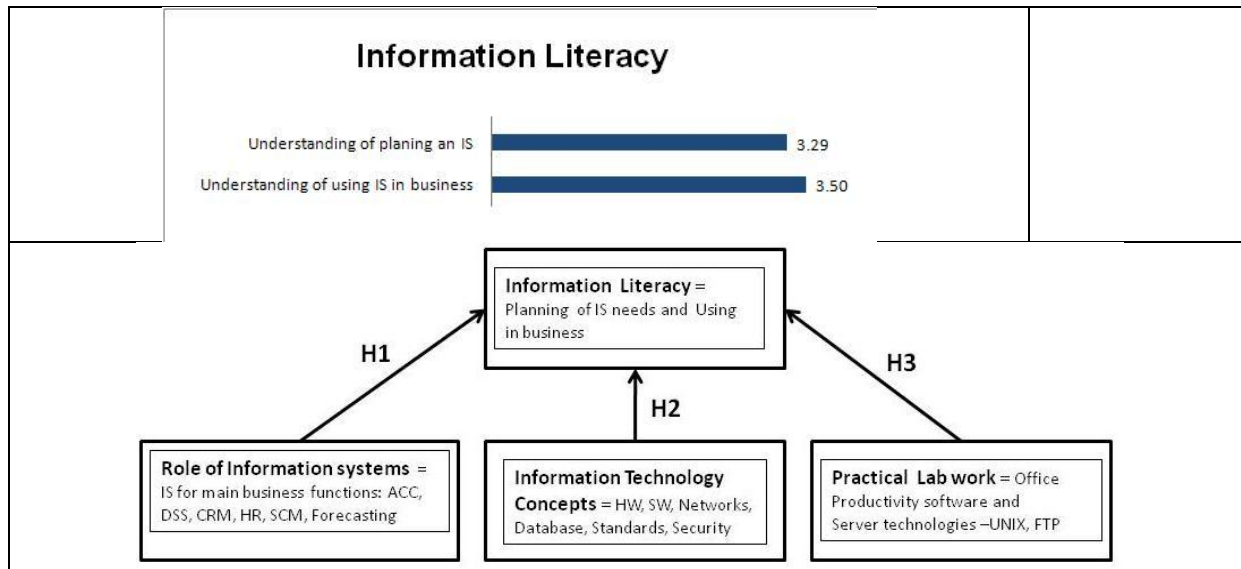 Information Literacy
Understanding of planing an IS
3.29
Understanding of using IS in business
3.50
Information Literacy =
Planning of IS needs and Using
in business
H1
H2
H3
Role of Information systems =
IS for main business functions: ACC,
DSS, CRM, HR, SCM, Forecasting
Information Technology
Concepts = HW, SW, Networks,
Database, Standards, Security
Practical Lab work = Office
Productivity software and
Server technologies –UNIX, FTP